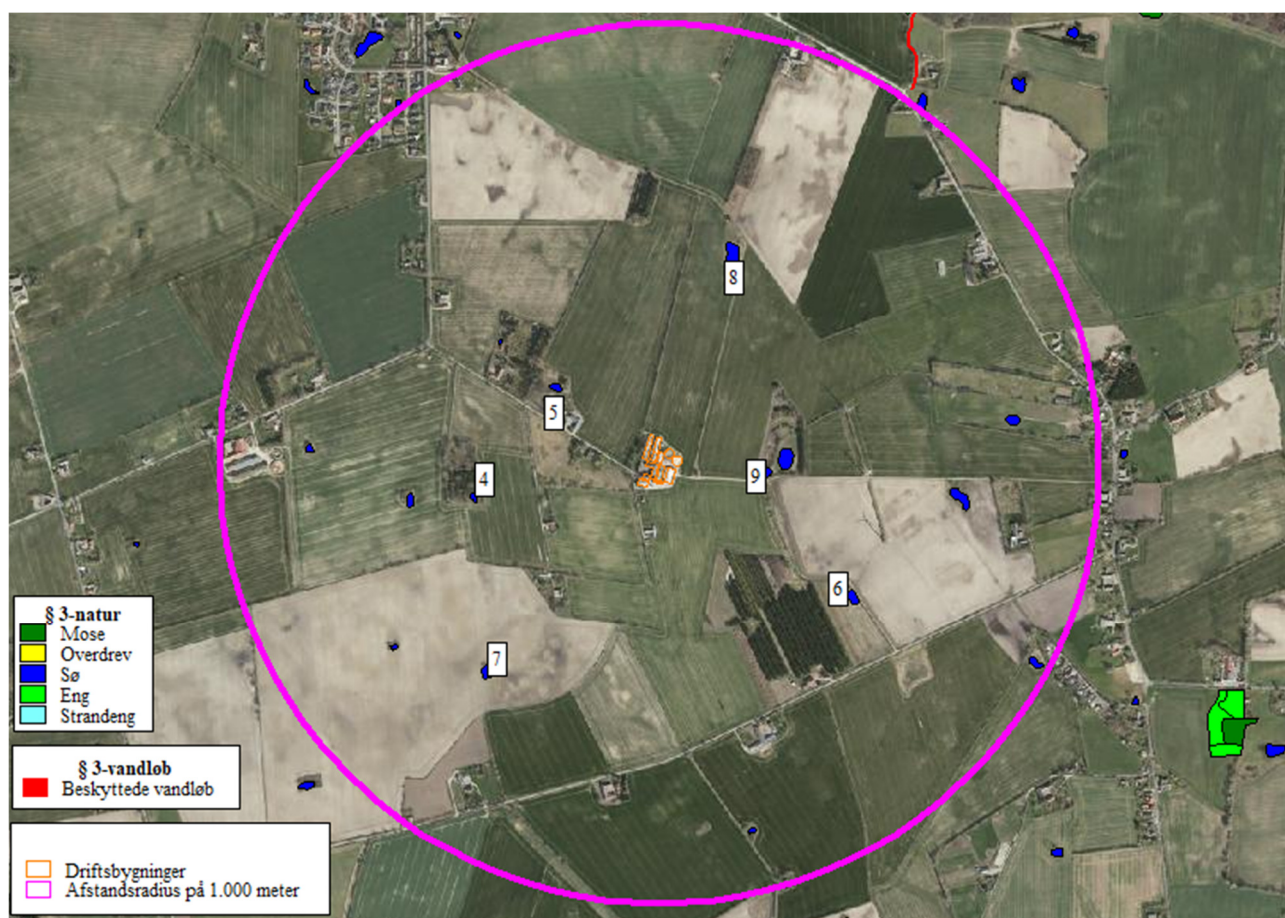 8
5
4
9
6
7
§ 3-natur
Mose
Overdrev
Sø
Eng
Strandeng
§ 3-vandløb
Beskyttede vandløb
Driftsbygninger
Afstandsradius på 1.000 meter